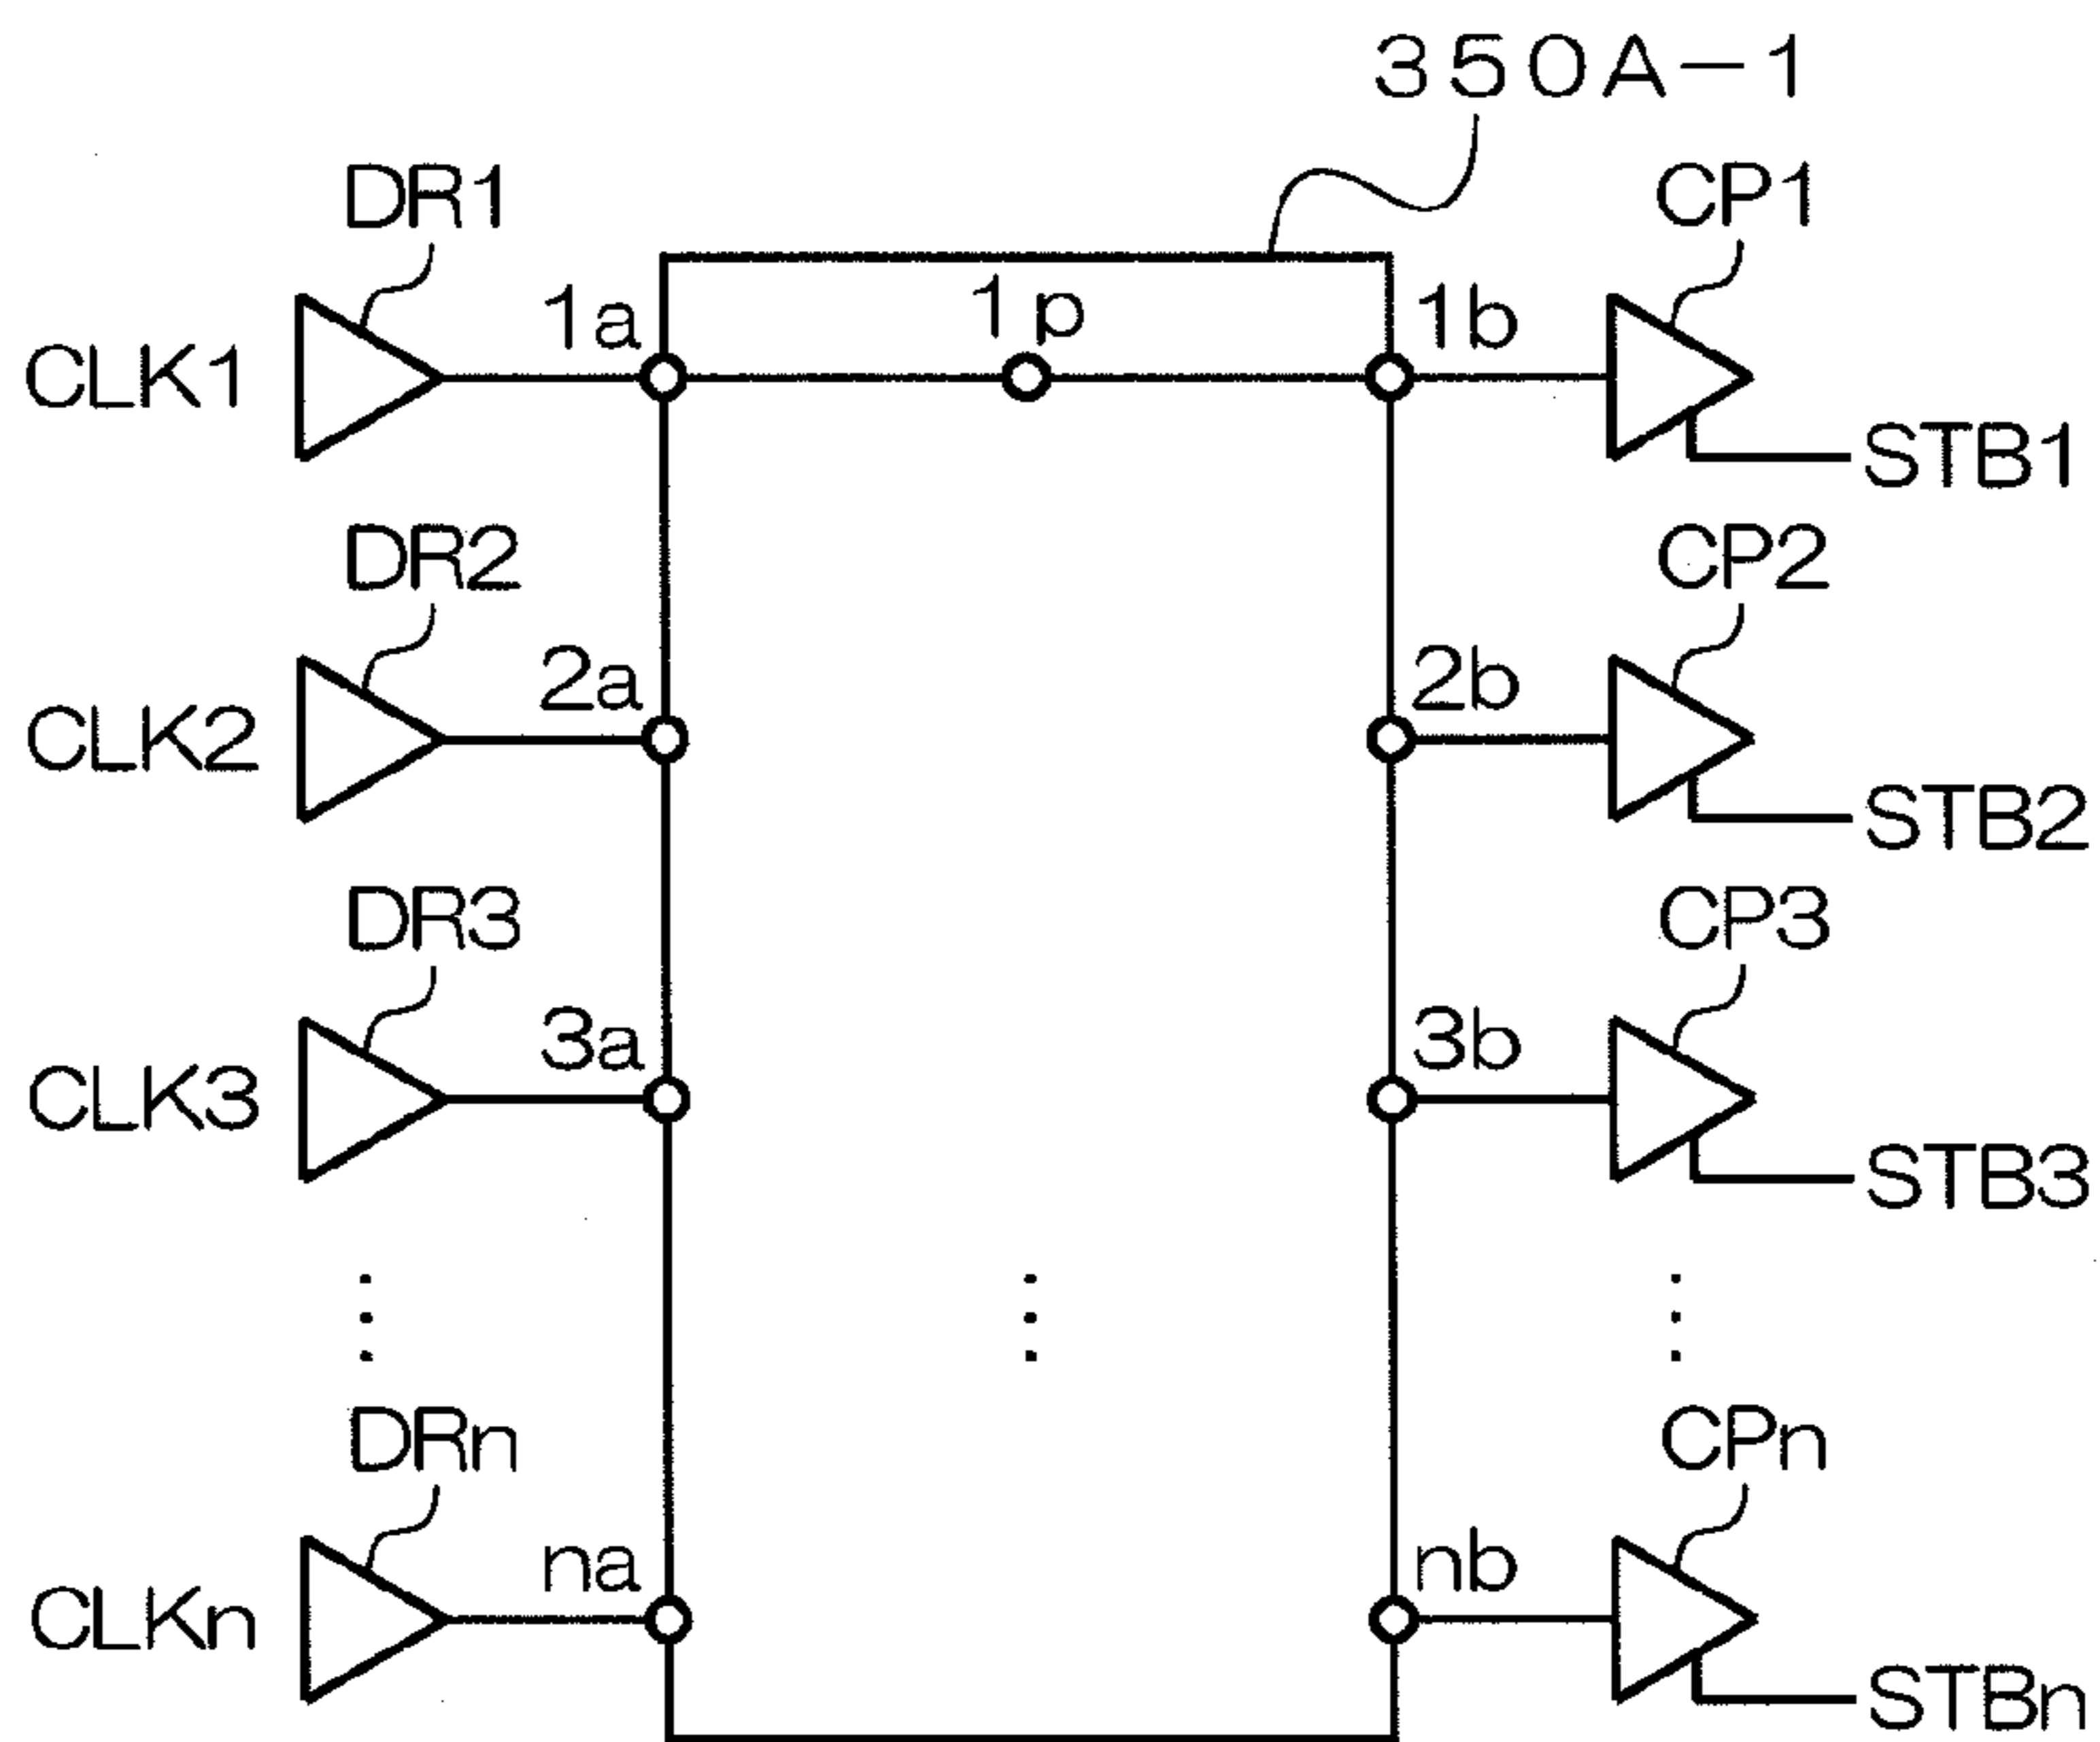 350A-1
DR1 CP1
1a 1p 1b
CLK1
STB1
DR2 CP2
2a 2b
CLK2
STB2
DR3 CP3
3a 3b
CLK3
STB3
DRn CPn
na nb
CLKn
STBn